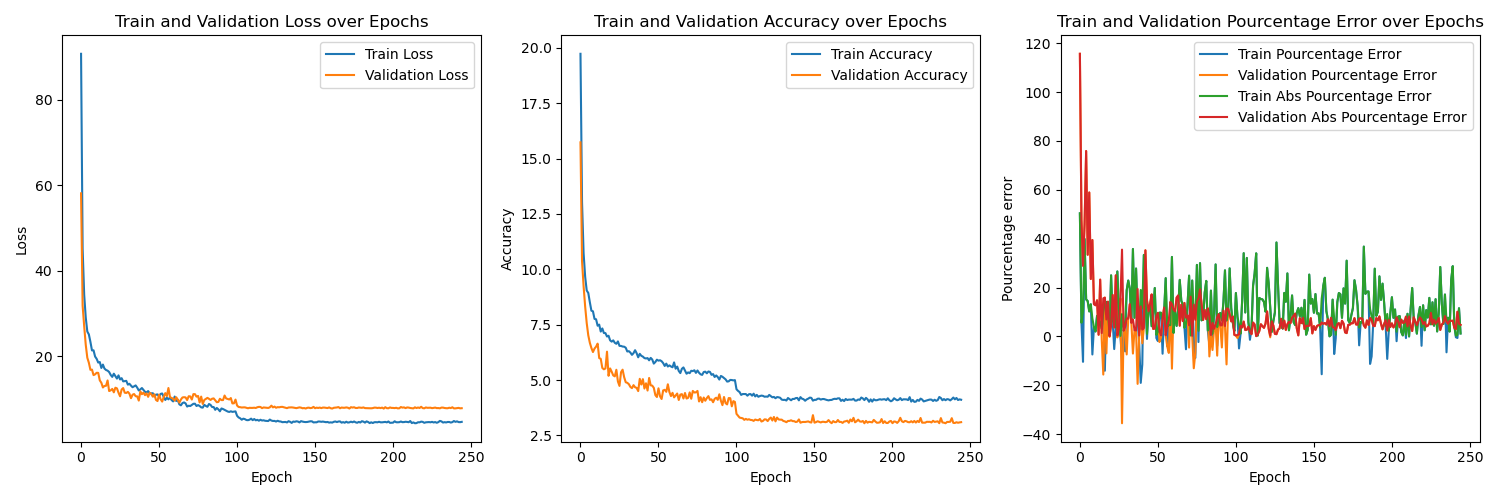 Train and Validation Loss over Epochs
Train Loss
Validation Loss
80
60
40
20
Loss
0
50
100
150
200
250
Epoch
Train and Validation Accuracy over Epochs
Train Accuracy
Validation Accuracy
20.0
17.5
15.0
12.5
10.0
7.5
5.0
2.5
Accuracy
0
50
100
150
200
250
Epoch
Train and Validation Pourcentage Error over Epochs
Train Pourcentage Error
Validation Pourcentage Error
Train Abs Pourcentage Error
Validation Abs Pourcentage Error
120
100
80
60
40
20
0
−20
−40
Pourcentage error
0
50
100
150
200
250
Epoch